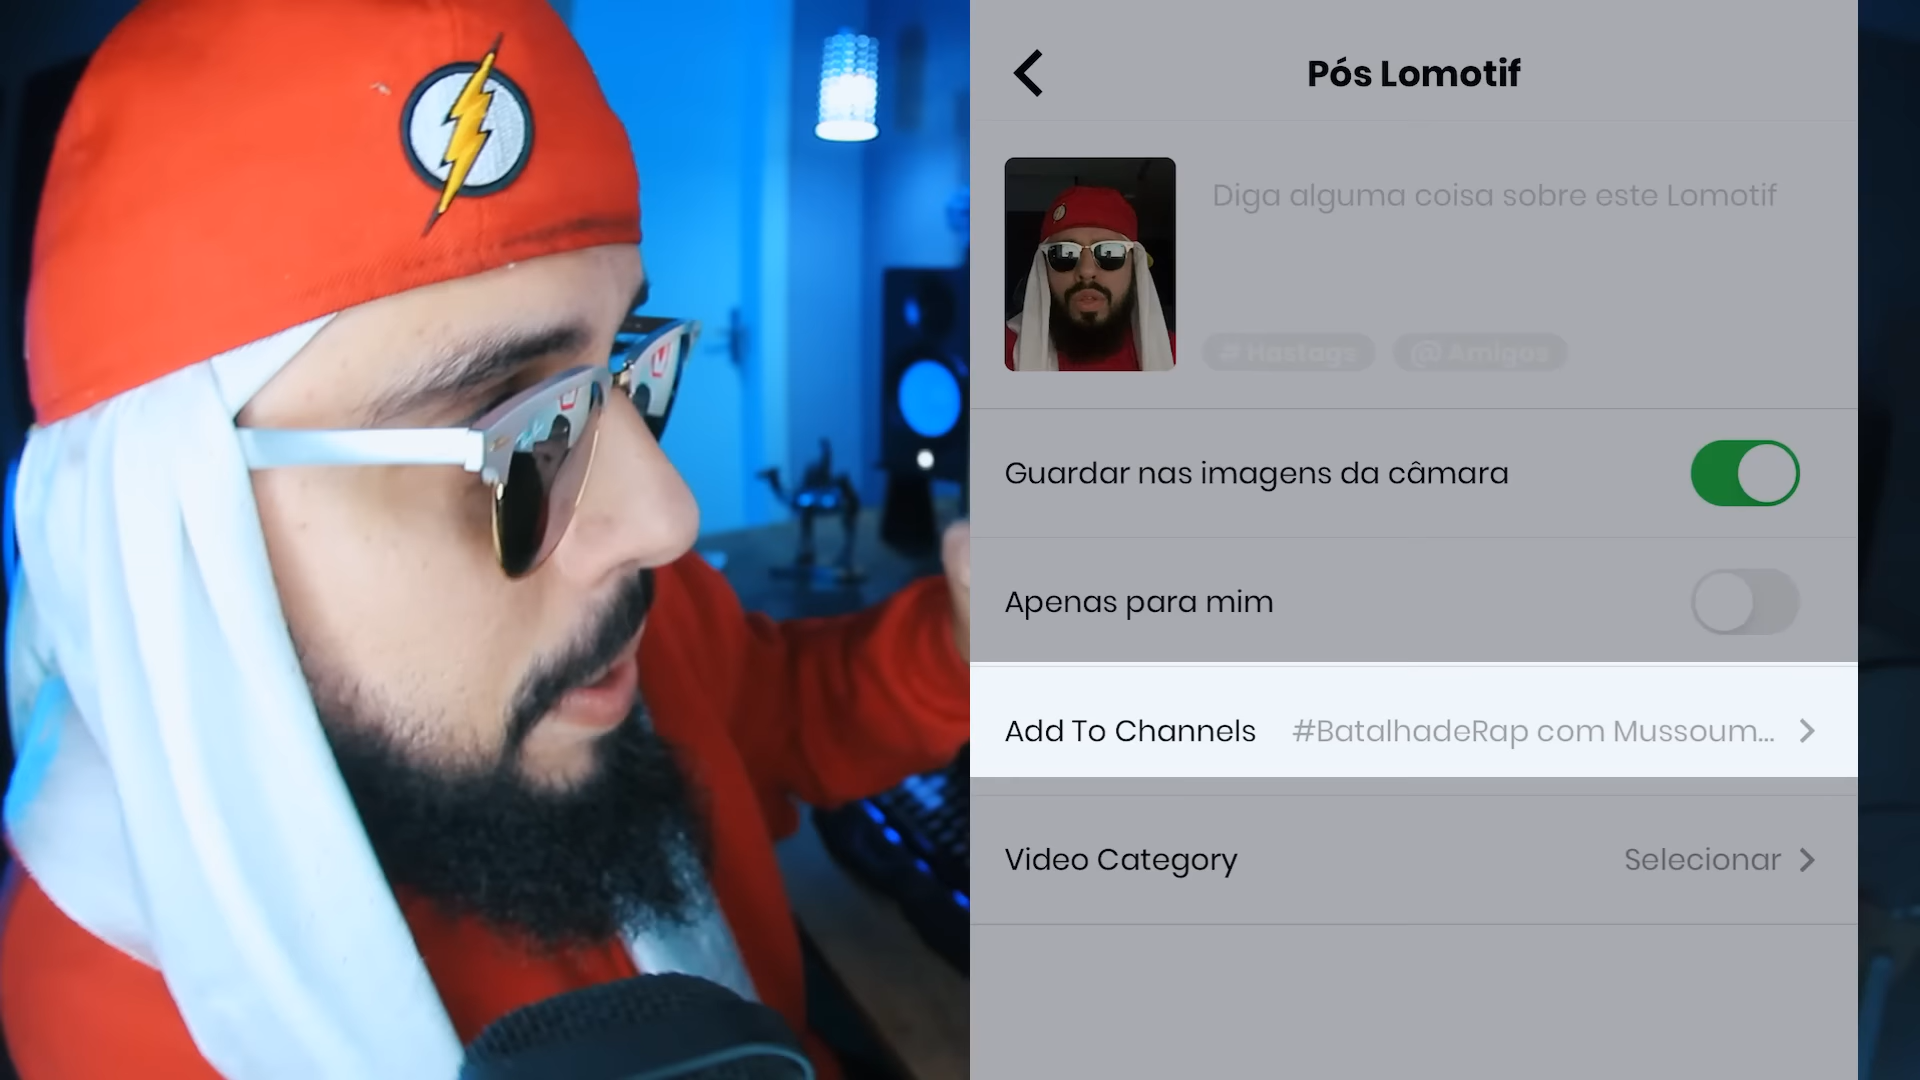 Pós Lomotif
Diga alguma coisa sobre este Lomotif
# Hastags @ Amigos
Guardar nas imagens da câmara
Apenas para mim
Add To Channels #BatalhadeRap com Mussoum...
Video Category Selecionar